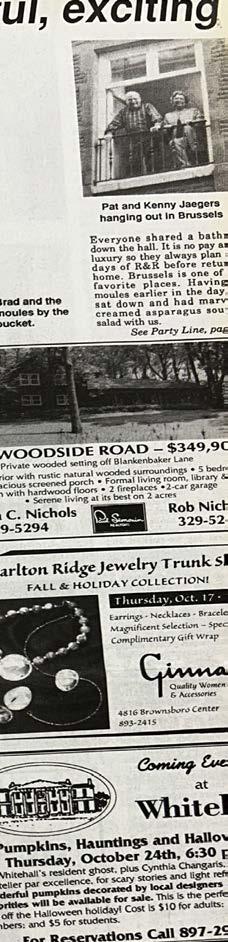 ul, exciting
Pat and Kenny Jaegers
hanging out in Brussels
Everyone shared a bathr
down the hall. It is no pay a
luxury so they always plan
days of R&R before retur
home. Brussels is one of
favorite places. Having
moules earlier in the day
sat down and had marv
creamed asparagus sou
salad with us.
See Party Line, pag
Brad and the
moules by the
bucket.
WOODSIDE ROAD – $349,90
Private wooded setting off Blankenbaker Lane
rior with rustic natural wooded surroundings • 5 bedr
acious screened porch • Formal living room, library &
n with hardwood floors • 2 fireplaces • 2-car garage
• Serene living at its best on 2 acres
C. Nichols
9-5294
Semonin
REALTORS
Rob Nich
329-52
arlton Ridge Jewelry Trunk S
FALL & HOLIDAY COLLECTION!
Thursday, Oct. 17 -
Earrings - Necklaces - Bracele
Magnificent Selection – Spec
Complimentary Gift Wrap
Ginna
Quality Women
& Accessories
4816 Brownsboro Center
893-2415
Coming Eve
at
Whiteh
Pumpkins, Hauntings and Hallow
Thursday, October 24th, 6:30 p
Whitehall's resident ghost, plus Cynthia Changaris,
teller par excellence, for scary stories and light refr
derful pumpkins decorated by local designers
orities will be available for sale. This is the perfe
off the Halloween holiday! Cost is $10 for adults;
mbers; and $5 for students.
For Reservations Call 897-29